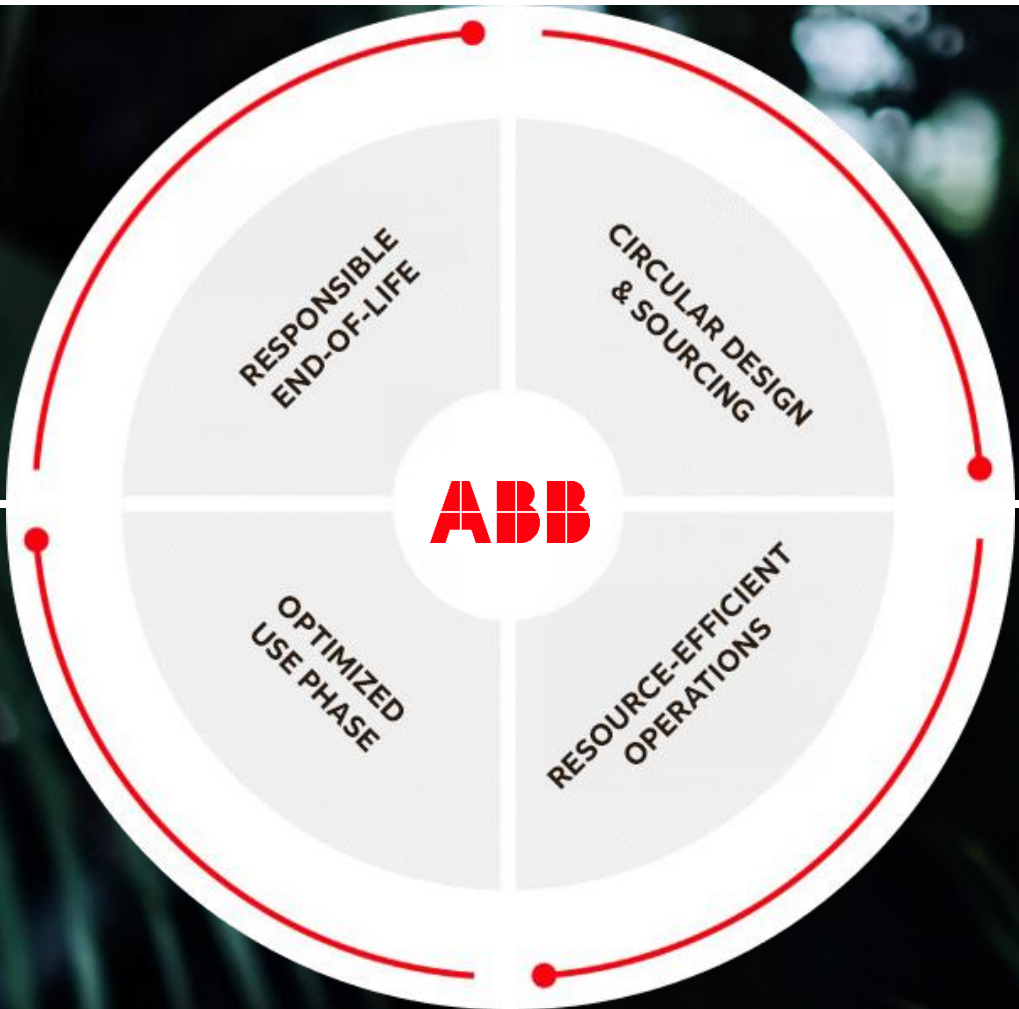 RESPONSIBLE
END-OF-LIFE
CIRCULAR DESIGN
& SOURCING
ABB
OPTIMIZED
USE PHASE
RESOURCE-EFFICIENT
OPERATIONS